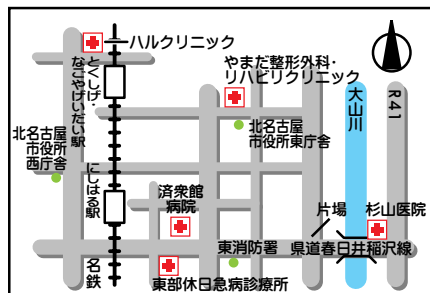 ハルクリニック
とくしげ・
なごやげいだい駅
やまだ整形外科・
リハビリクリニック
大山川
R41
北名古屋
市役所
西庁舎
北名古屋
市役所東庁舎
にしはる駅
済衆館
病院
片場
杉山医院
東消防署
県道春日井稲沢線
名鉄
東部休日急病診療所